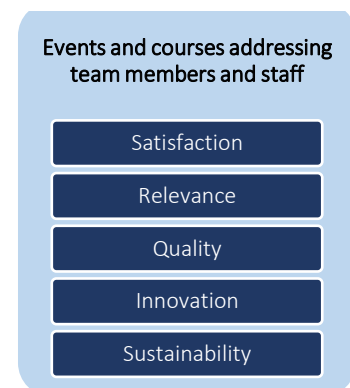 Events and courses addressing
team members and staff
Satisfaction
Relevance
Quality
Innovation
Sustainability